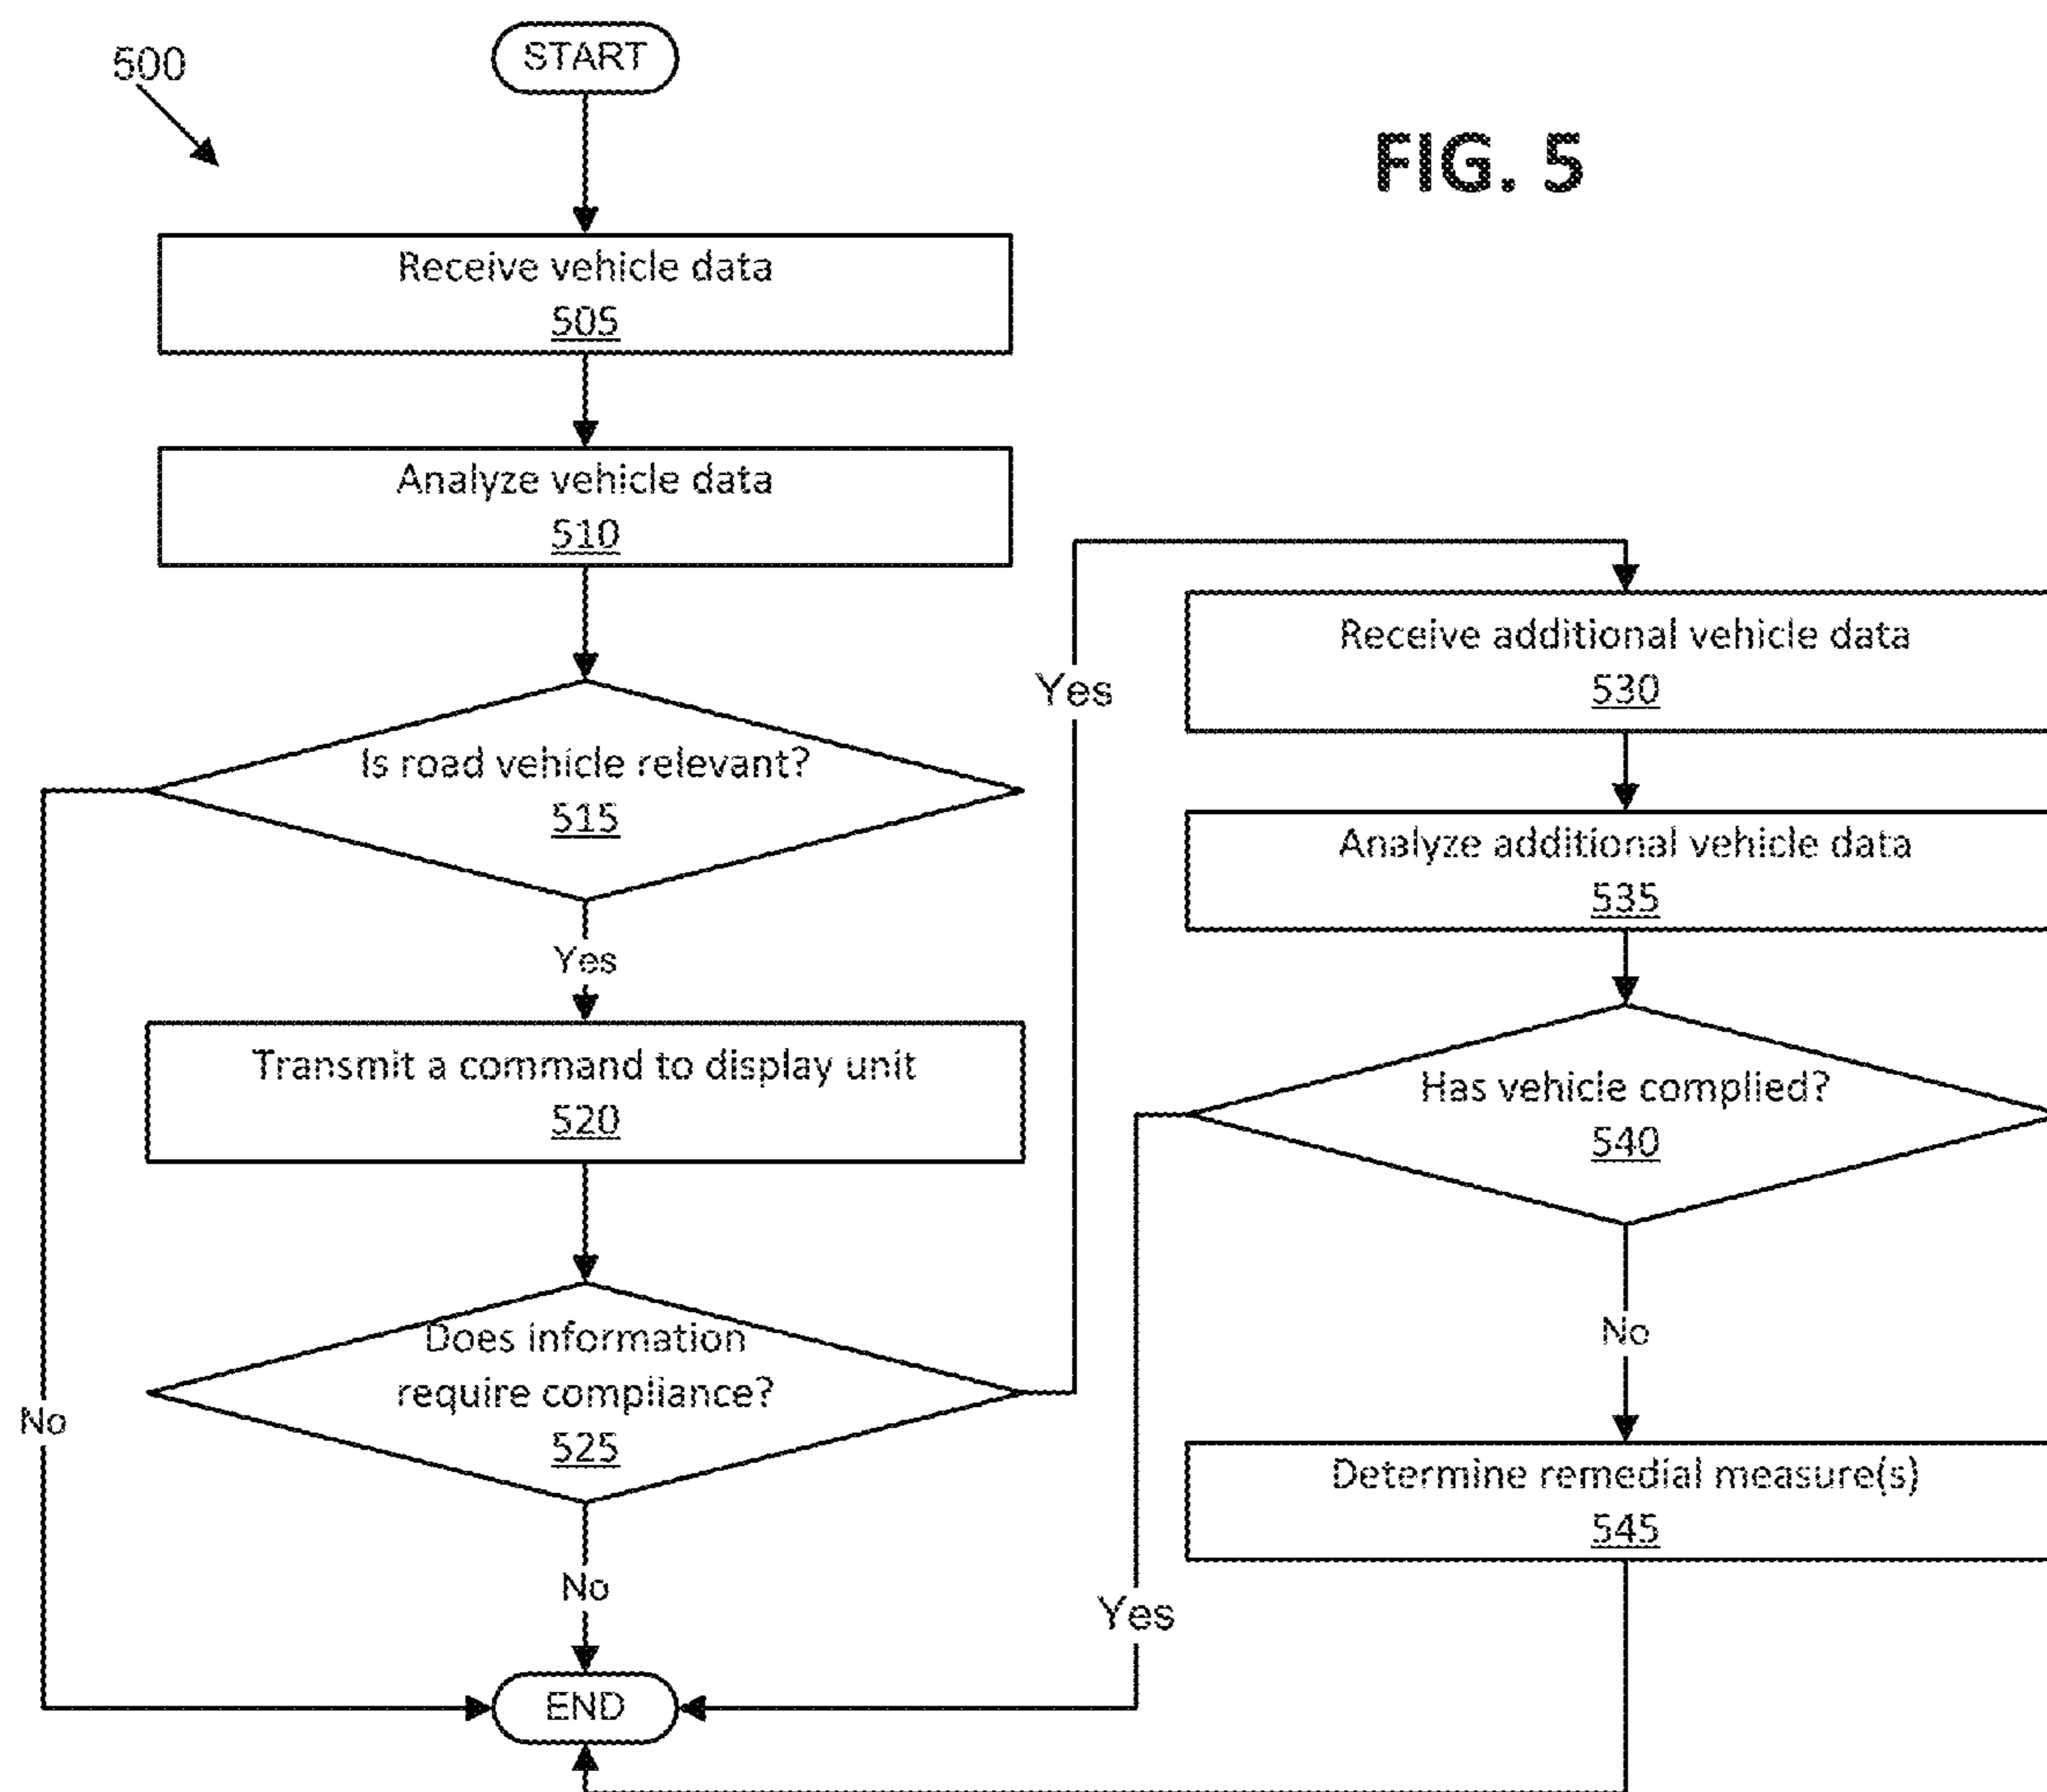 500
START
FIG. 5
Receive vehicle data
505
Analyze vehicle data
510
Is road vehicle relevant?
515
Yes
No
Transmit a command to display unit
520
Does information
require compliance?
525
No
Yes
END
Receive additional vehicle data
530
Analyze additional vehicle data
535
Has vehicle complied?
540
Yes
No
Determine remedial measure(s)
545